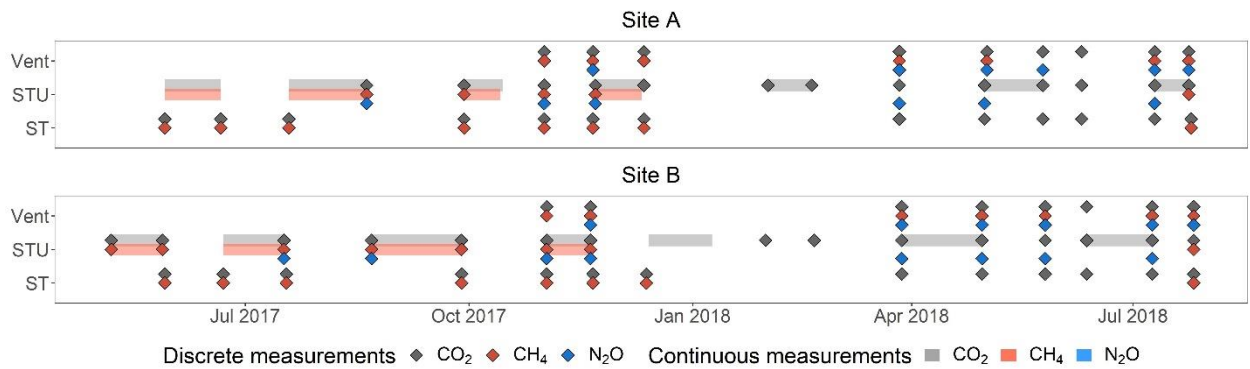 Site A
Vent
STU
ST
Site B
Vent
STU
ST
Jul 2017 Oct 2017 Jan 2018 Apr 2018 Jul 2018
Discrete measurements CO₂ CH₄ N₂O Continuous measurements CO₂ CH₄ N₂O